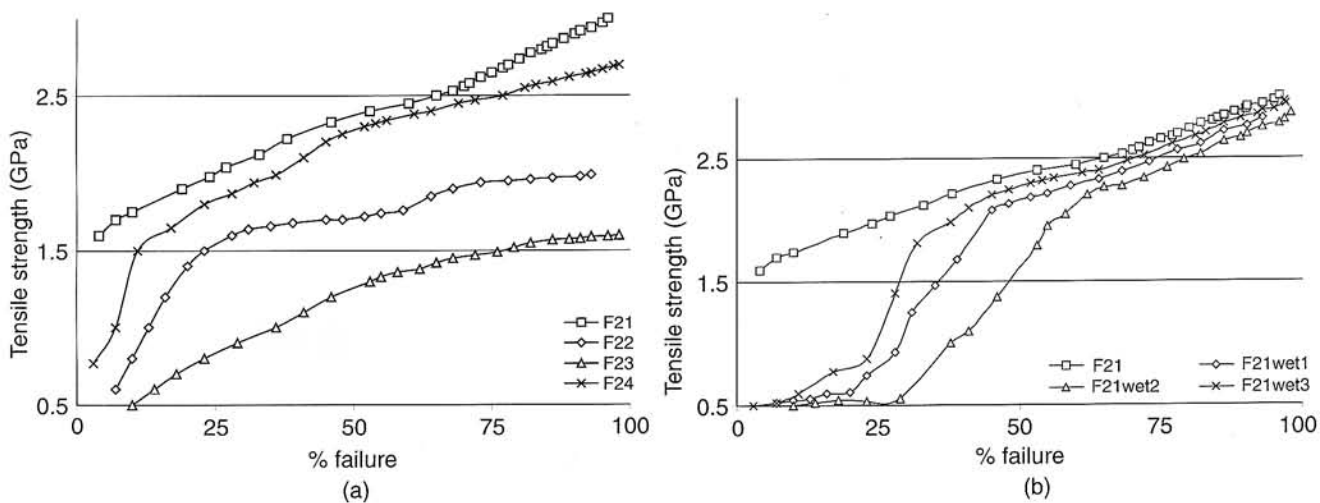 Tensile strength (GPa)
2.5
1.5
0.5
0
25
50
75
100
% failure
F21
F22
F23
F24
(a)
Tensile strength (GPa)
2.5
1.5
0.5
0
25
50
75
100
% failure
F21
F21wet1
F21wet2
F21wet3
(b)